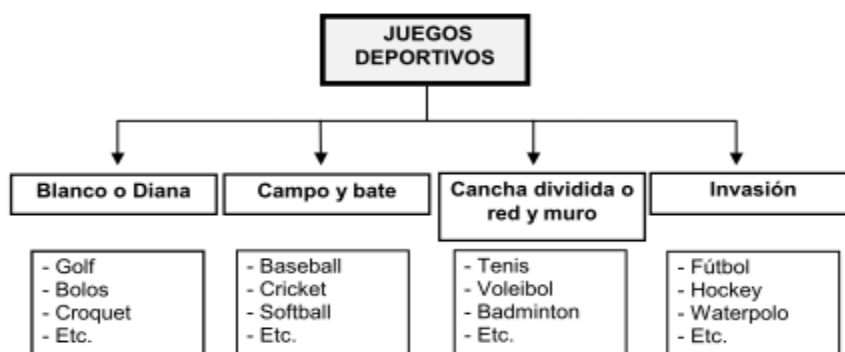 JUEGOS
DEPORTIVOS
Blanco o Diana
Campo y bate
Cancha dividida o
red y muro
Invasión
- Golf
- Bolos
- Croquet
- Etc.
- Baseball
- Cricket
- Softball
- Etc.
- Tenis
- Voleibol
- Badminton
- Etc.
- Fútbol
- Hockey
- Waterpolo
- Etc.